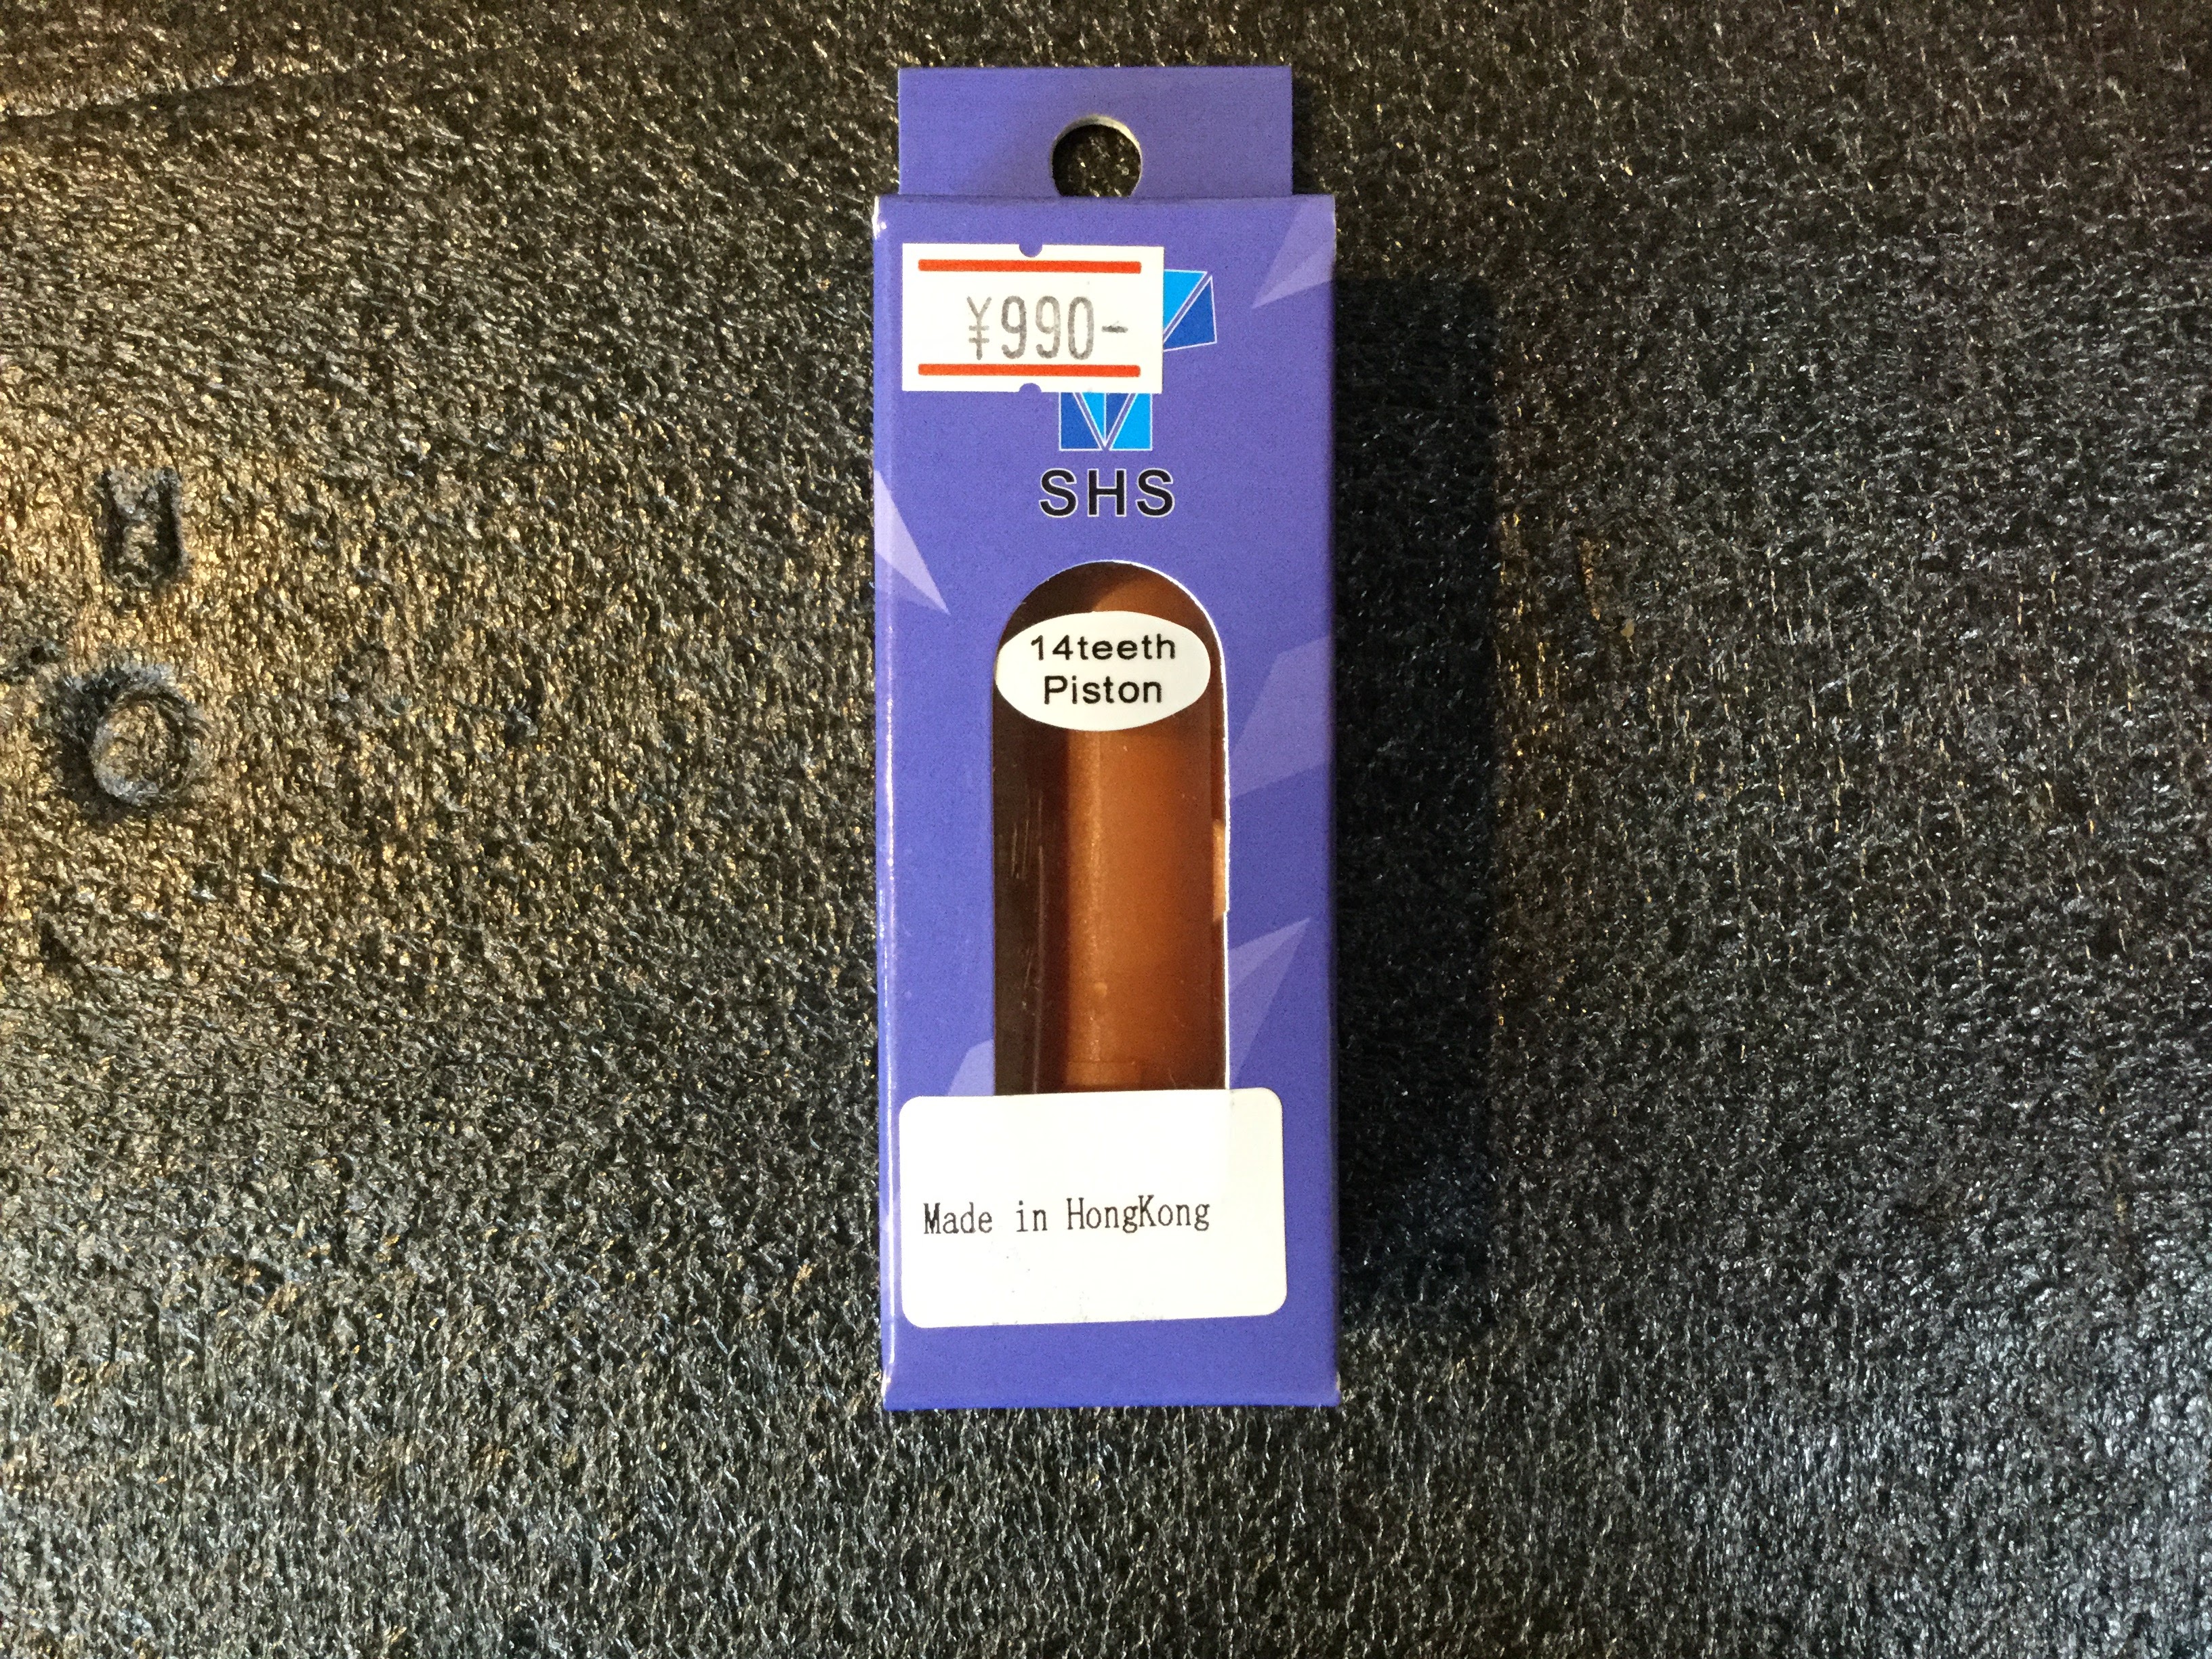 ¥990-
SHS
14teeth
Piston
Made in HongKong